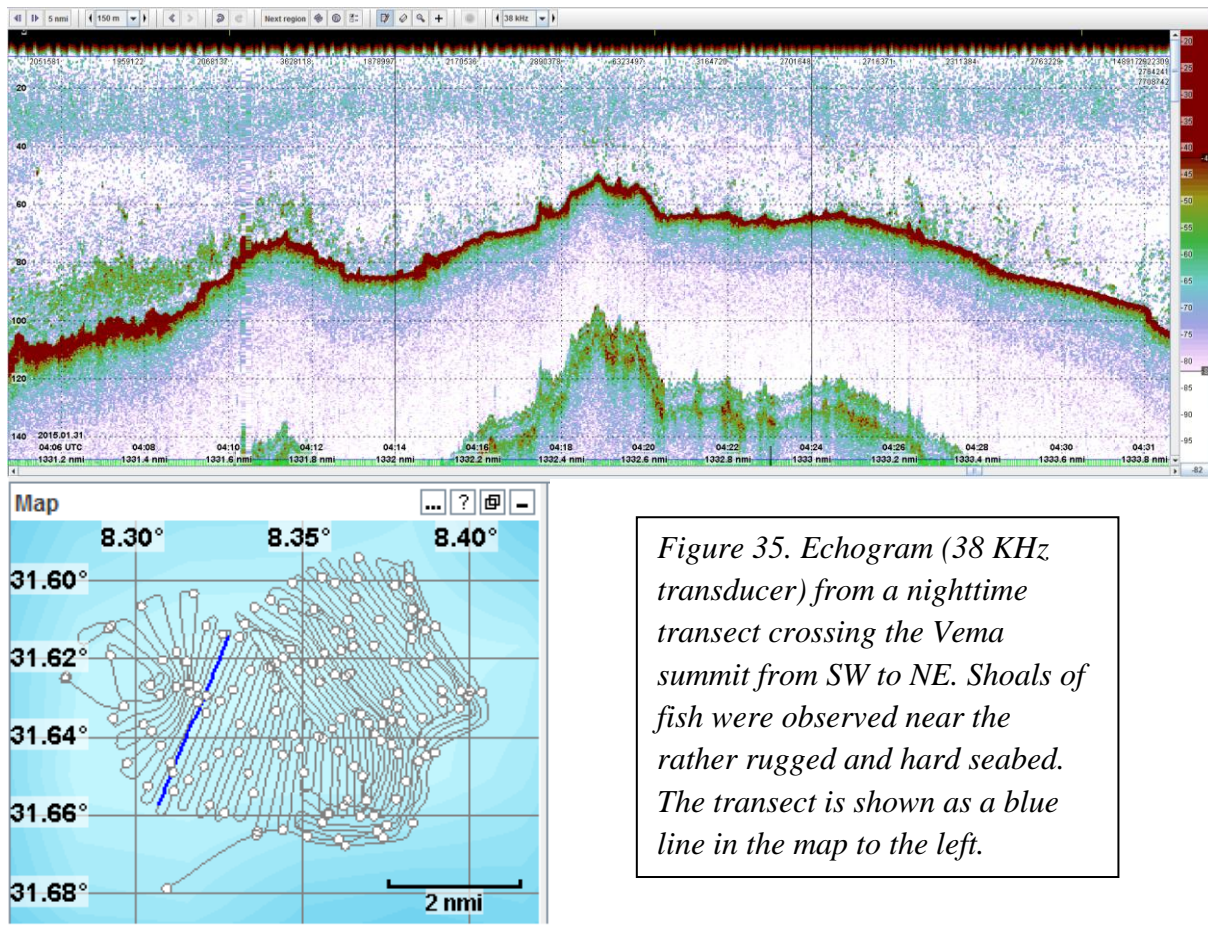 5 nmi 150 m Next region 38 kHz
2051581 1959122 2068132 3628118 1878997 2170536 2890378 6323497 3164729 2701648 2716371 2311384 2763229
2764241
7708742
20
40
60
80
100
120
140
-20
-25
-30
-35
-40
-45
-50
-55
-60
-65
-70
-75
-80
-85
-90
-95
-82
2015.01.31.
04:06 UTC 04:08 04:10 04:12 04:14 04:16 04:18 04:20 04:22 04:24 04:26 04:28 04:30 04:31
1331.2 nmi 1331.4 nmi 1331.6 nmi 1331.8 nmi 1332 nmi 1332.2 nmi 1332.4 nmi 1332.6 nmi 1332.8 nmi 1333 nmi 1333.2 nmi 1333.4 nmi 1333.6 nmi 1333.8 nmi
Map ... ?
8.30° 8.35° 8.40°
31.60°
31.62°
31.64°
31.66°
31.68°
2 nmi
Figure 35. Echogram (38 KHz
transducer) from a nighttime
transect crossing the Vema
summit from SW to NE. Shoals of
fish were observed near the
rather rugged and hard seabed.
The transect is shown as a blue
line in the map to the left.